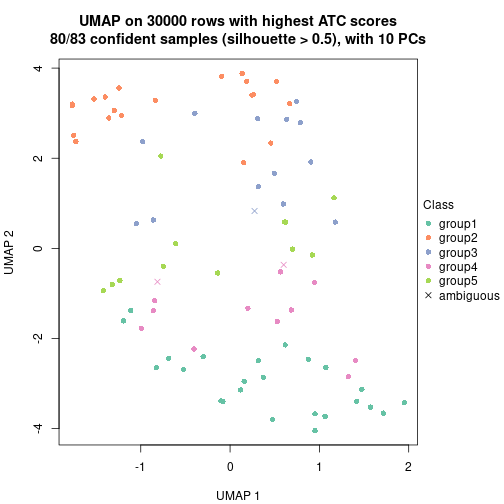 UMAP on 30000 rows with highest ATC scores
80/83 confident samples (silhouette > 0.5), with 10 PCs
4
2
0
-2
-4
UMAP 2
-1
0
1
2
UMAP 1
Class
group1
group2
group3
group4
group5
ambiguous